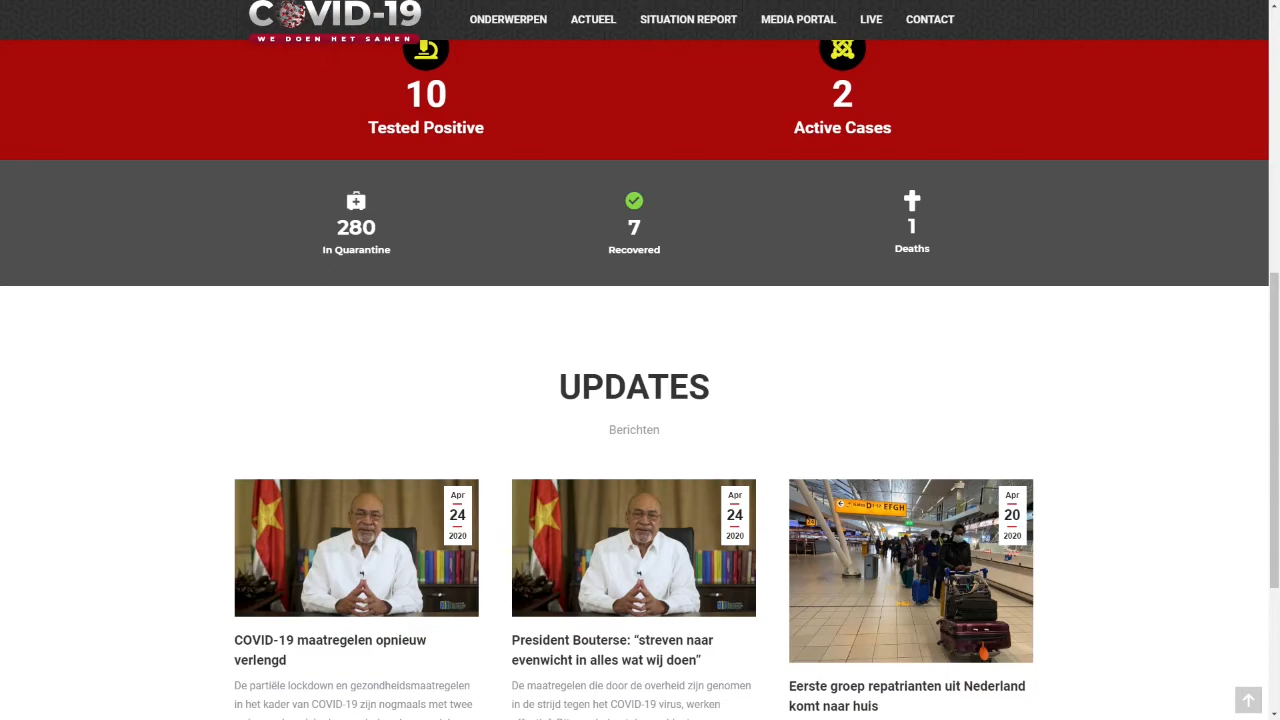 COVID-19
WE DOEN HET SAMEN
ONDERWERPEN
ACTUEEL
SITUATION REPORT
MEDIA PORTAL
LIVE
CONTACT
10
Tested Positive
2
Active Cases
280
In Quarantine
7
Recovered
1
Deaths
UPDATES
Berichten
Apr
24
2020
COVID-19 maatregelen opnieuw
verlengd
De partiële lockdown en gezondheidsmaatregelen
in het kader van COVID-19 zijn nogmaals met twee
Apr
24
2020
President Bouterse: “streven naar
evenwicht in alles wat wij doen”
De maatregelen die door de overheid zijn genomen
in de strijd tegen het COVID-19 virus, werken
EFGH
Apr
20
2020
Eerste groep repatrianten uit Nederland
komt naar huis